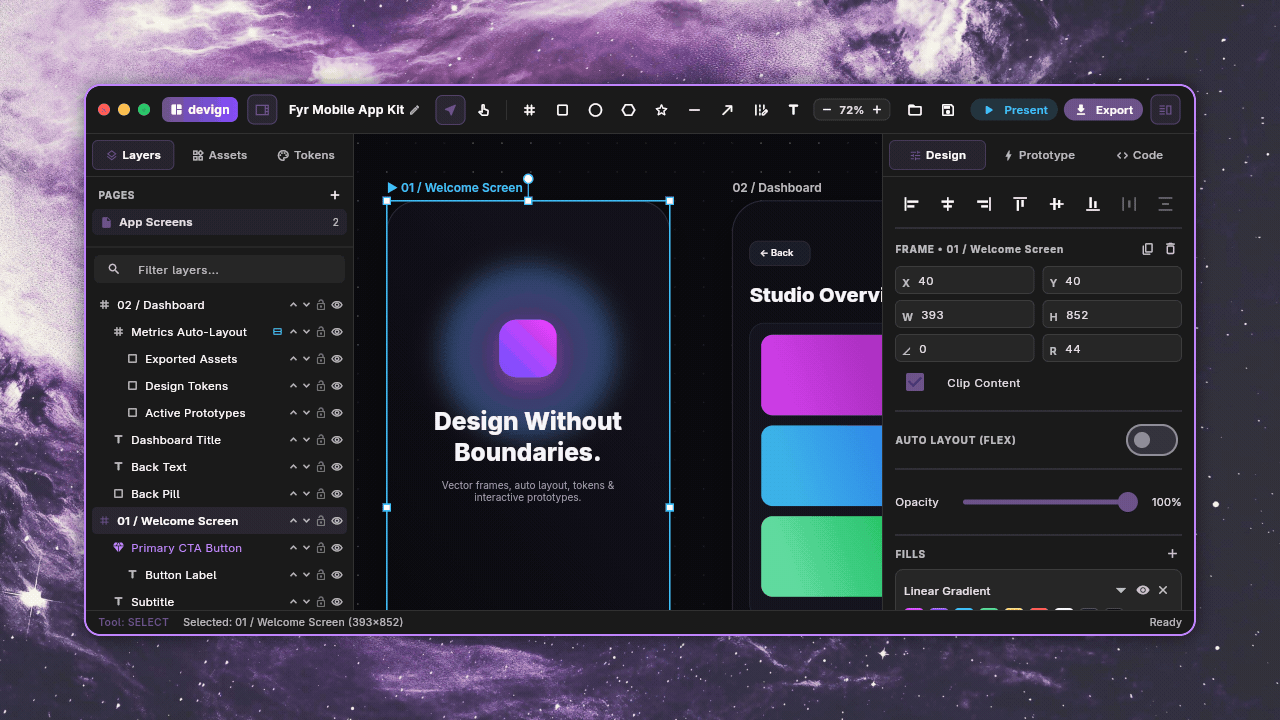 design
Fyr Mobile App Kit
72%
Present
Export
Layers
Assets
Tokens
PAGES
App Screens
2
Filter layers...
02 / Dashboard
Metrics Auto-Layout
Exported Assets
Design Tokens
Active Prototypes
Dashboard Title
Back Text
Back Pill
01 / Welcome Screen
Primary CTA Button
Button Label
Subtitle
01 / Welcome Screen
Design Without
Boundaries.
Vector frames, auto layout, tokens &
interactive prototypes.
02 / Dashboard
← Back
Studio Overvi
Design
Prototype
Code
FRAME • 01 / Welcome Screen
X 40
Y 40
W 393
H 852
∠ 0
R 44
Clip Content
AUTO LAYOUT (FLEX)
Opacity
100%
FILLS
Linear Gradient
Tool: SELECT
Selected: 01 / Welcome Screen (393×852)
Ready